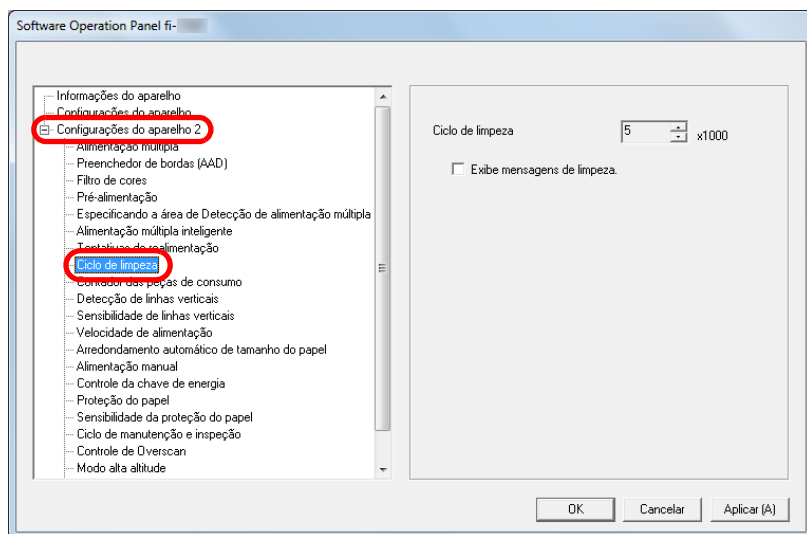 Software Operation Panel fi-
Informações do aparelho
Configurações do aparelho
Configurações do aparelho 2
Alimentação múltipla
Preenchedor de bordas (AAD)
Filtro de cores
Pré-alimentação
Especificando a área de Detecção de alimentação múltipla
Alimentação múltipla inteligente
Tentativas de realimentação
Ciclo de limpeza
Contador das peças de consumo
Detecção de linhas verticais
Sensibilidade de linhas verticais
Velocidade de alimentação
Arredondamento automático de tamanho do papel
Alimentação manual
Controle da chave de energia
Proteção do papel
Sensibilidade da proteção do papel
Ciclo de manutenção e inspeção
Controle de Overscan
Modo alta altitude
Ciclo de limpeza 5 x1000
Exibe mensagens de limpeza.
OK Cancelar Aplicar (A)